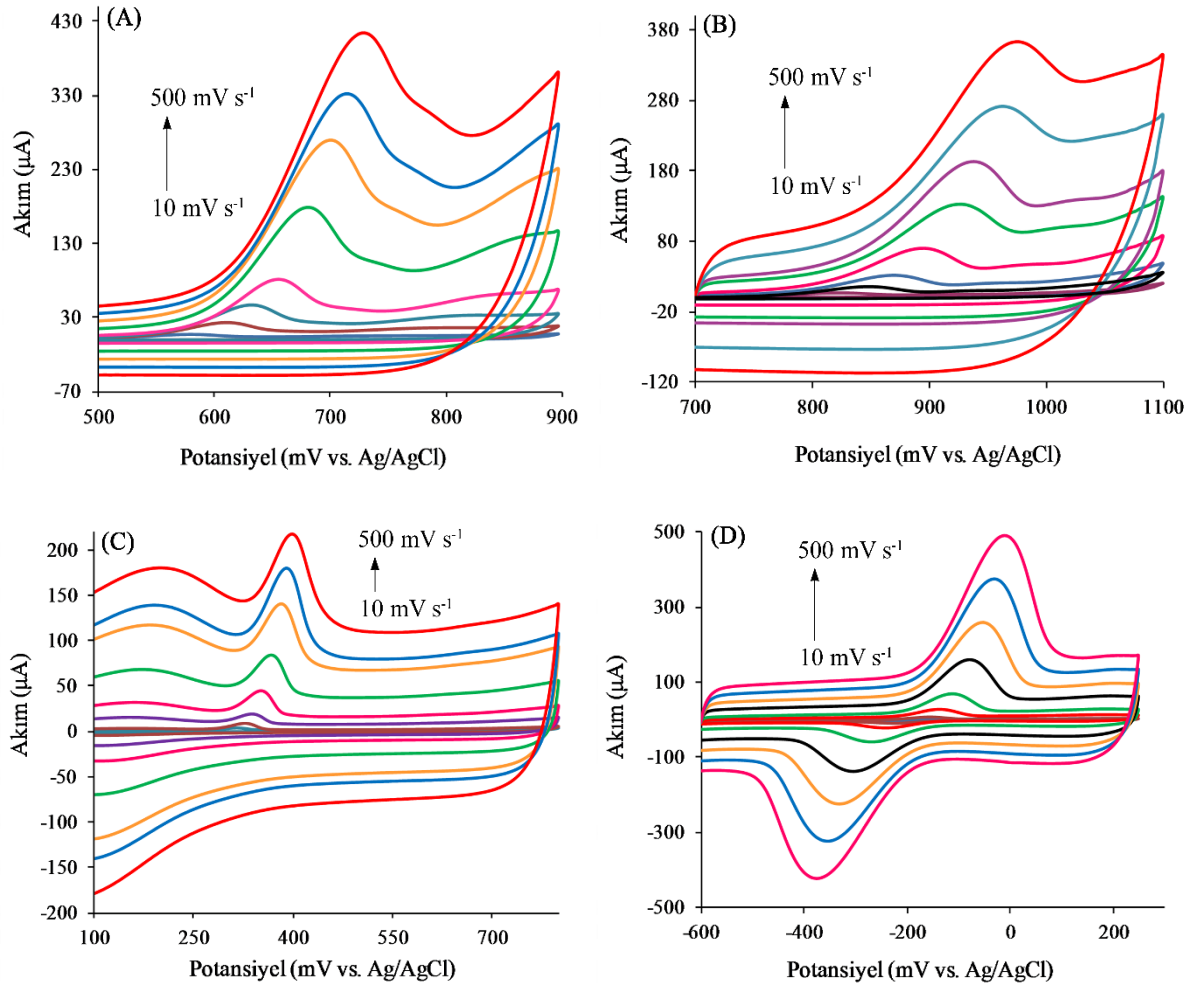 (A)
430
330
230
130
30
-70
500 mV s-1
10 mV s-1
Akım (µA)
500 600 700 800 900
Potansiyel (mV vs. Ag/AgCl)
(B)
380
280
180
80
-20
-120
500 mV s-1
10 mV s-1
Akım (µA)
700 800 900 1000 1100
Potansiyel (mV vs. Ag/AgCl)
(C)
200
150
100
50
0
-50
-100
-150
-200
500 mV s-1
10 mV s-1
Akım (µA)
100 250 400 550 700
Potansiyel (mV vs. Ag/AgCl)
(D)
500
300
100
-100
-300
-500
500 mV s-1
10 mV s-1
Akım (µA)
-600 -400 -200 0 200
Potansiyel (mV vs. Ag/AgCl)